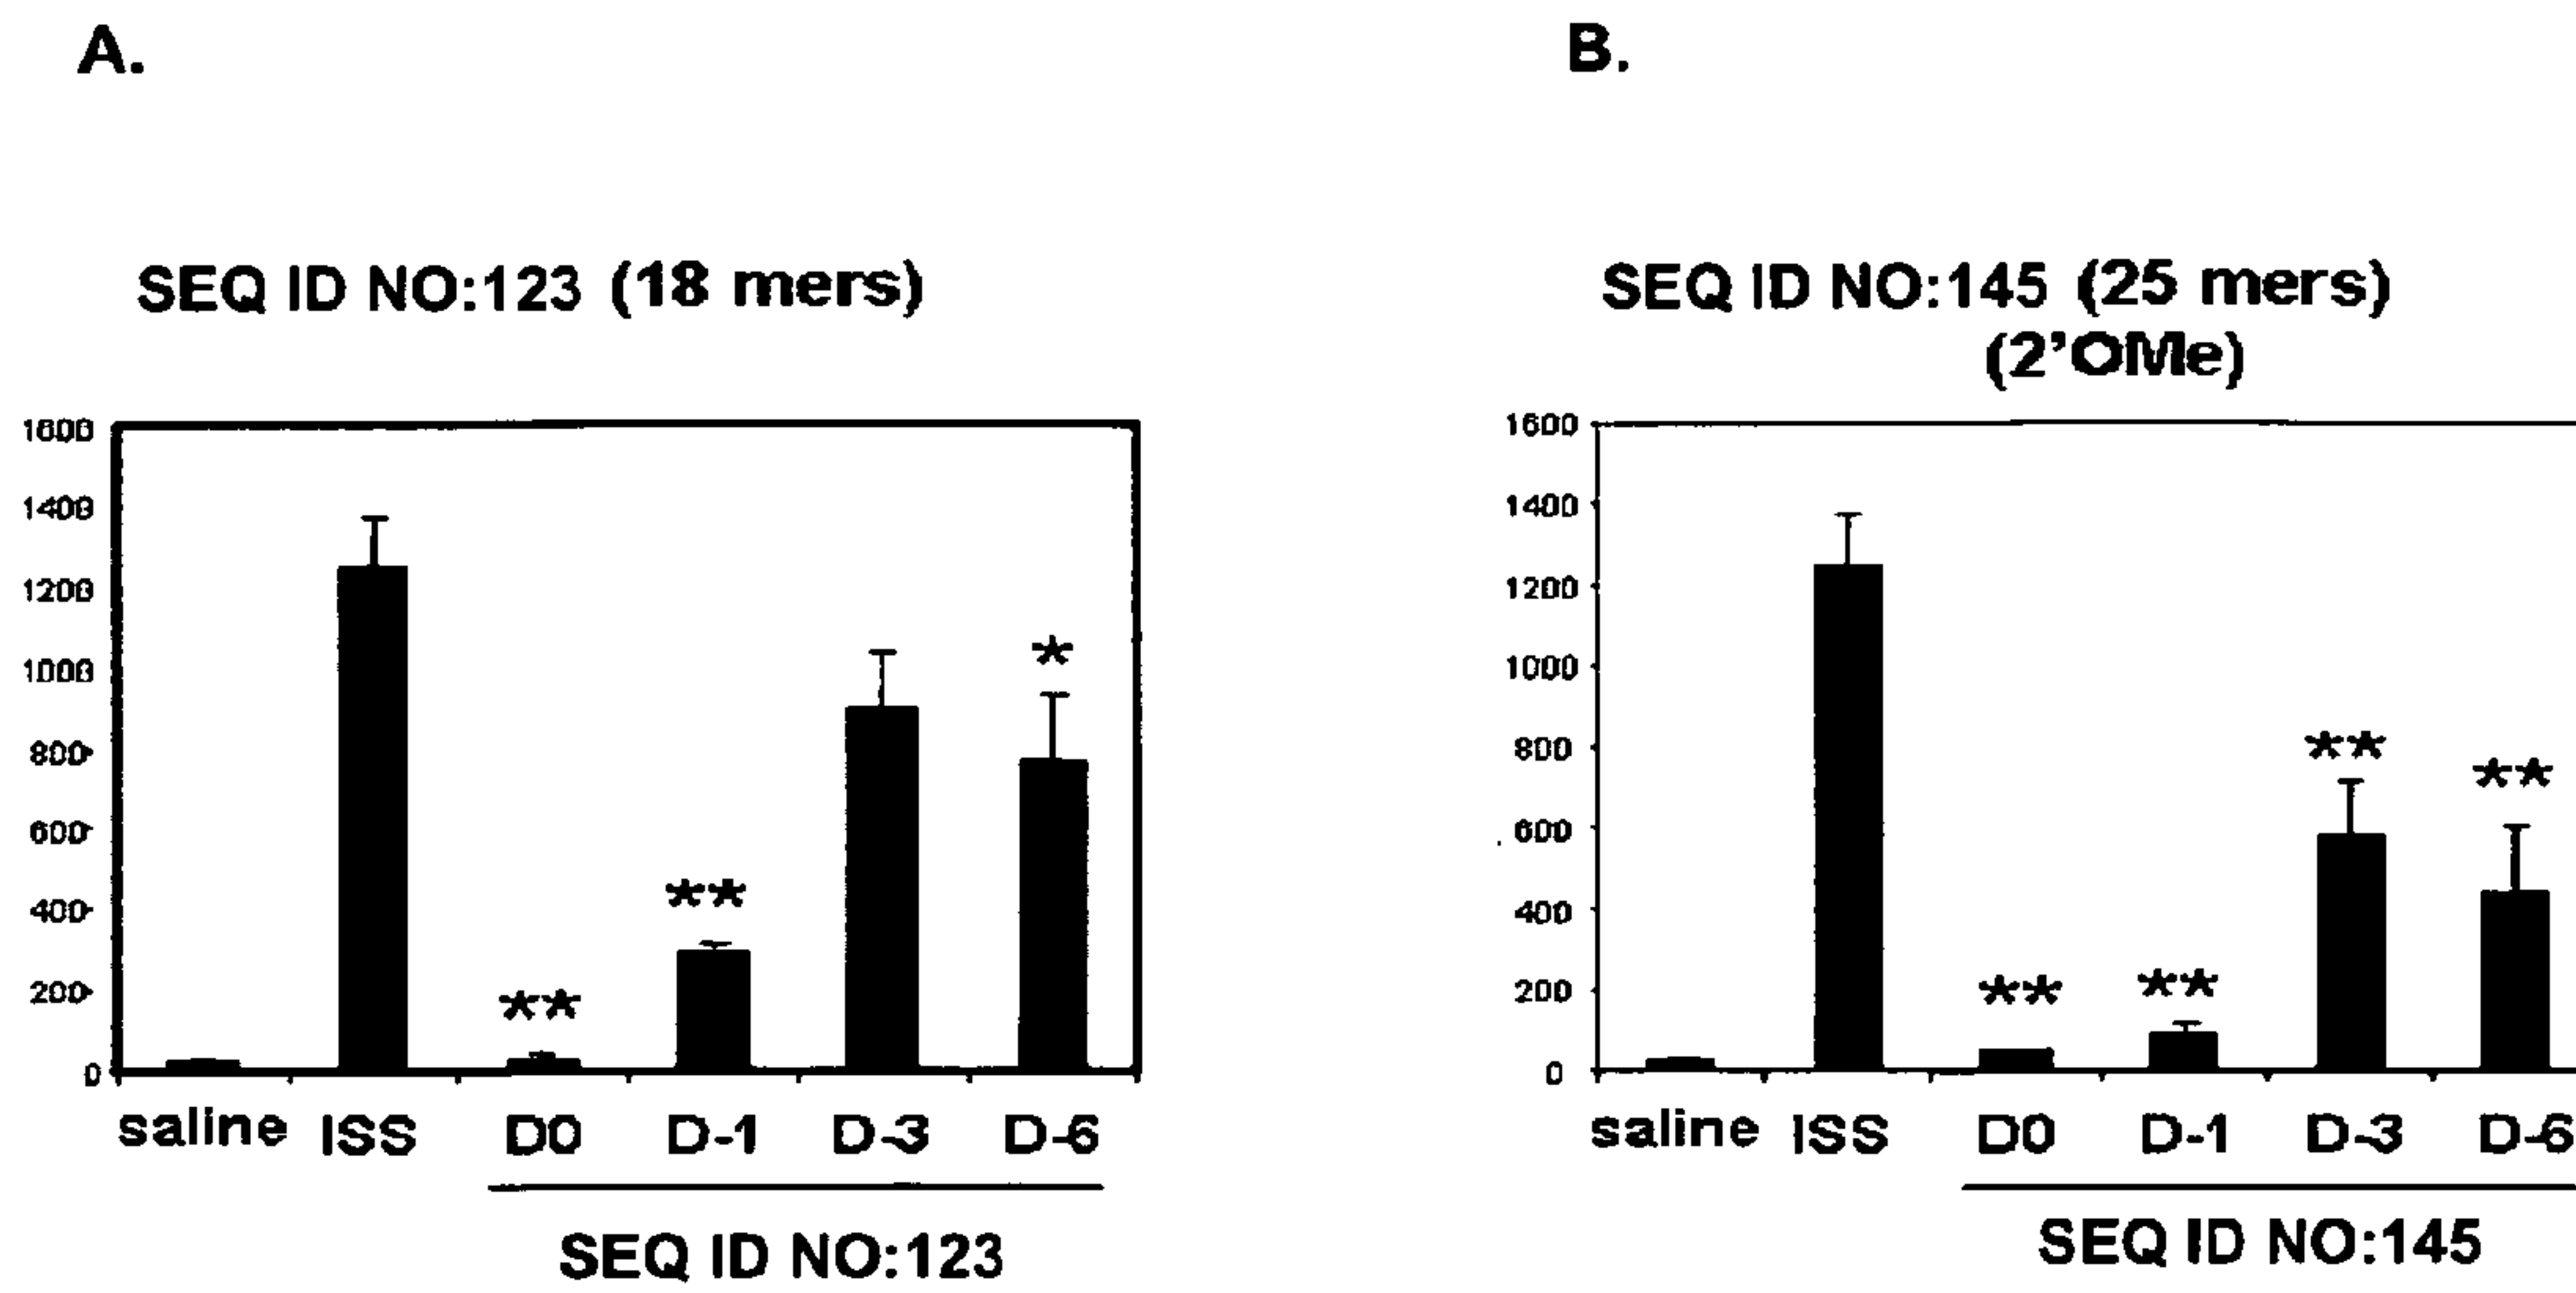 A.
SEQ ID NO:123 (18 mers)
1600
1400
1200
1000
800
600
400
200
0
** ** *
saline ISS D0 D-1 D-3 D-6
SEQ ID NO:123
B.
SEQ ID NO:145 (25 mers)
(2'OMe)
1600
1400
1200
1000
800
600
400
200
0
** ** ** **
saline ISS D0 D-1 D-3 D-6
SEQ ID NO:145